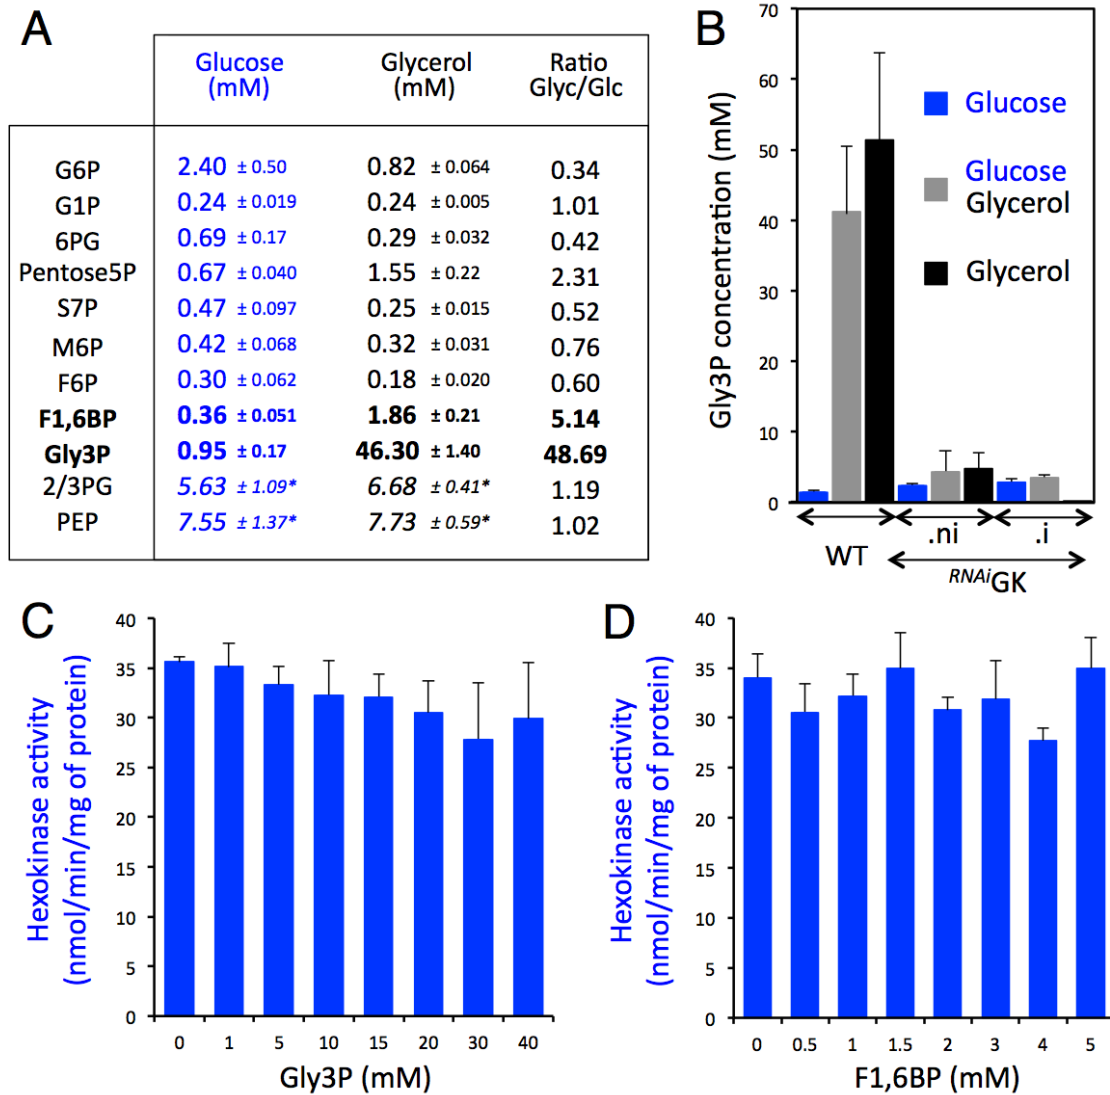 A
Glucose (mM) Glycerol (mM) Ratio Glyc/Glc
G6P 2.40 ± 0.50 0.82 ± 0.064 0.34
G1P 0.24 ± 0.019 0.24 ± 0.005 1.01
6PG 0.69 ± 0.17 0.29 ± 0.032 0.42
Pentose5P 0.67 ± 0.040 1.55 ± 0.22 2.31
S7P 0.47 ± 0.097 0.25 ± 0.015 0.52
M6P 0.42 ± 0.068 0.32 ± 0.031 0.76
F6P 0.30 ± 0.062 0.18 ± 0.020 0.60
F1,6BP 0.36 ± 0.051 1.86 ± 0.21 5.14
Gly3P 0.95 ± 0.17 46.30 ± 1.40 48.69
2/3PG 5.63 ± 1.09* 6.68 ± 0.41* 1.19
PEP 7.55 ± 1.37* 7.73 ± 0.59* 1.02
B
Gly3P concentration (mM)
70
60
50
40
30
20
10
0
Glucose
Glucose
Glycerol
Glycerol
WT .ni .i
RNAiGK
C
Hexokinase activity
(nmol/min/mg of protein)
40
35
30
25
20
15
10
5
0
0 1 5 10 15 20 30 40
Gly3P (mM)
D
Hexokinase activity
(nmol/min/mg of protein)
40
35
30
25
20
15
10
5
0
0 0.5 1 1.5 2 3 4 5
F1,6BP (mM)